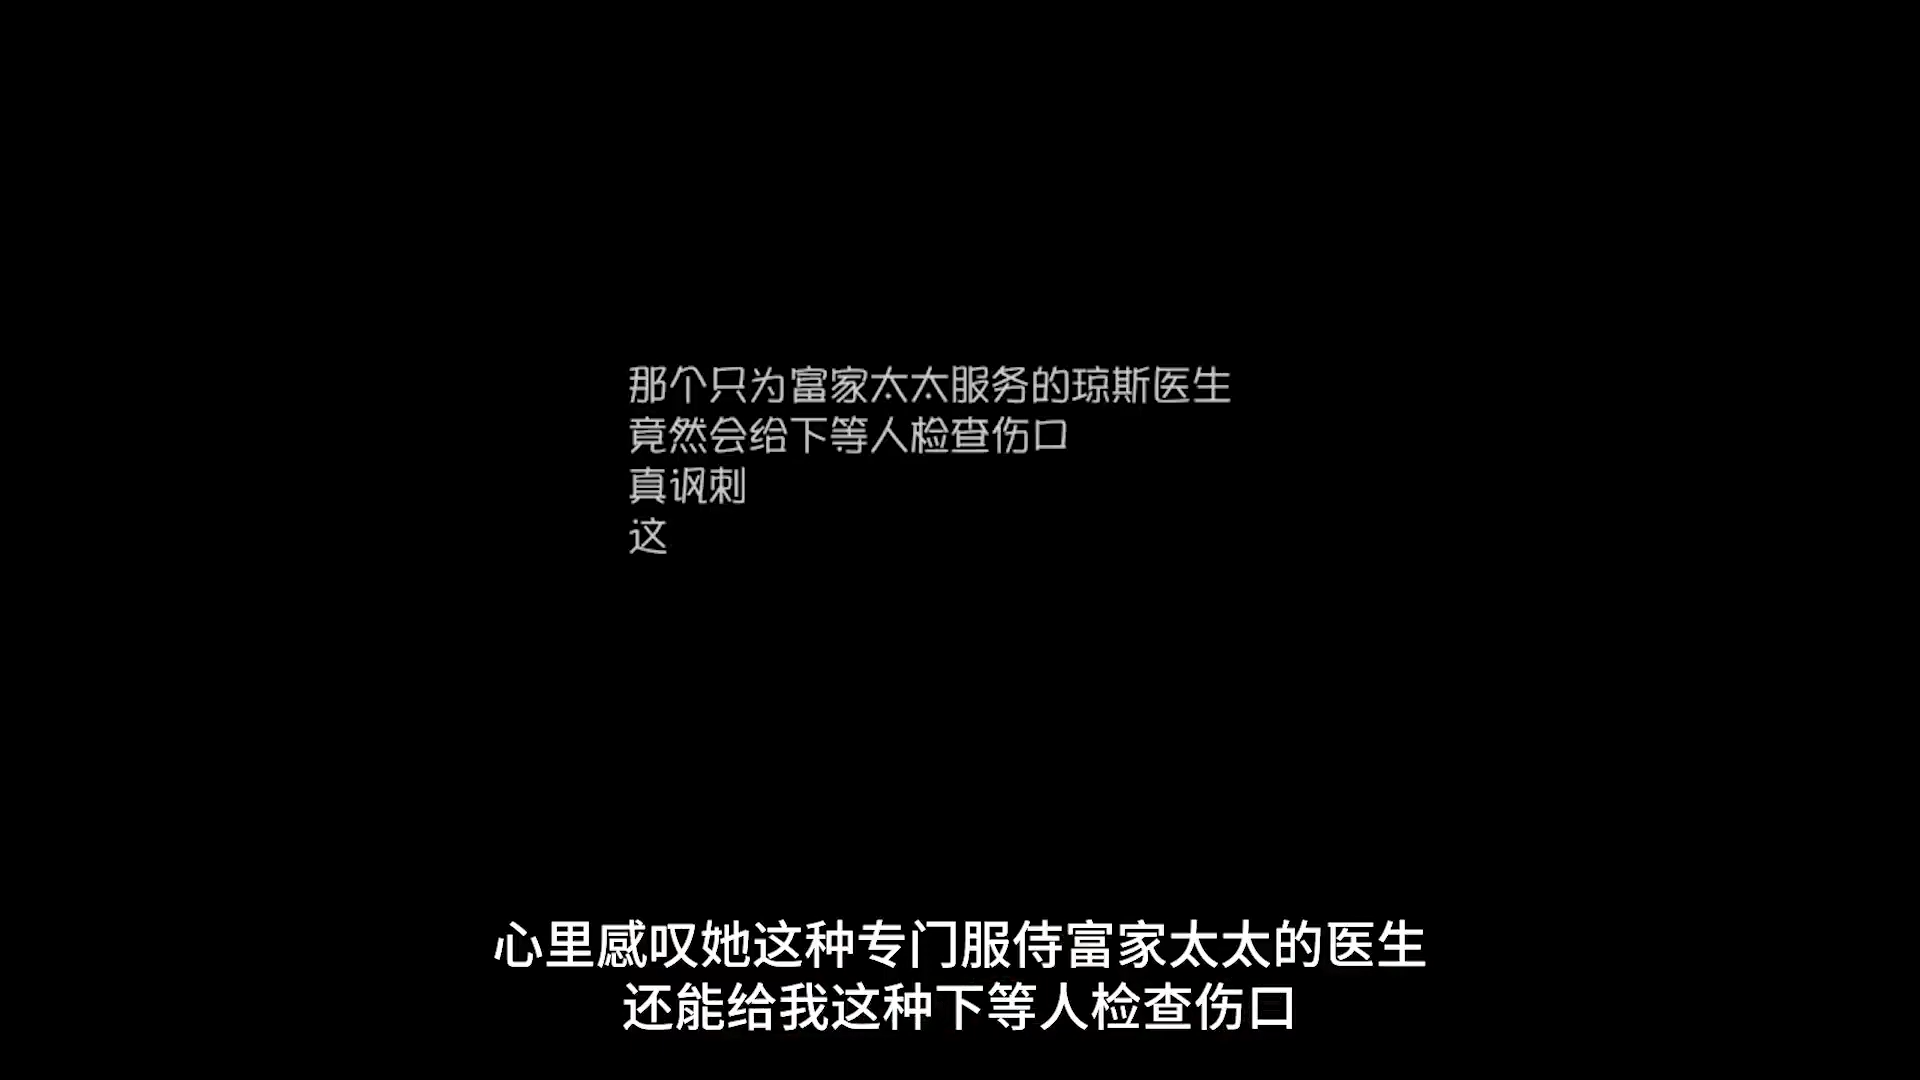 那个只为富家太太服务的琼斯医生
竟然会给下等人检查伤口
真讽刺
这
心里感叹她这种专门服侍富家太太的医生
还能给我这种下等人检查伤口